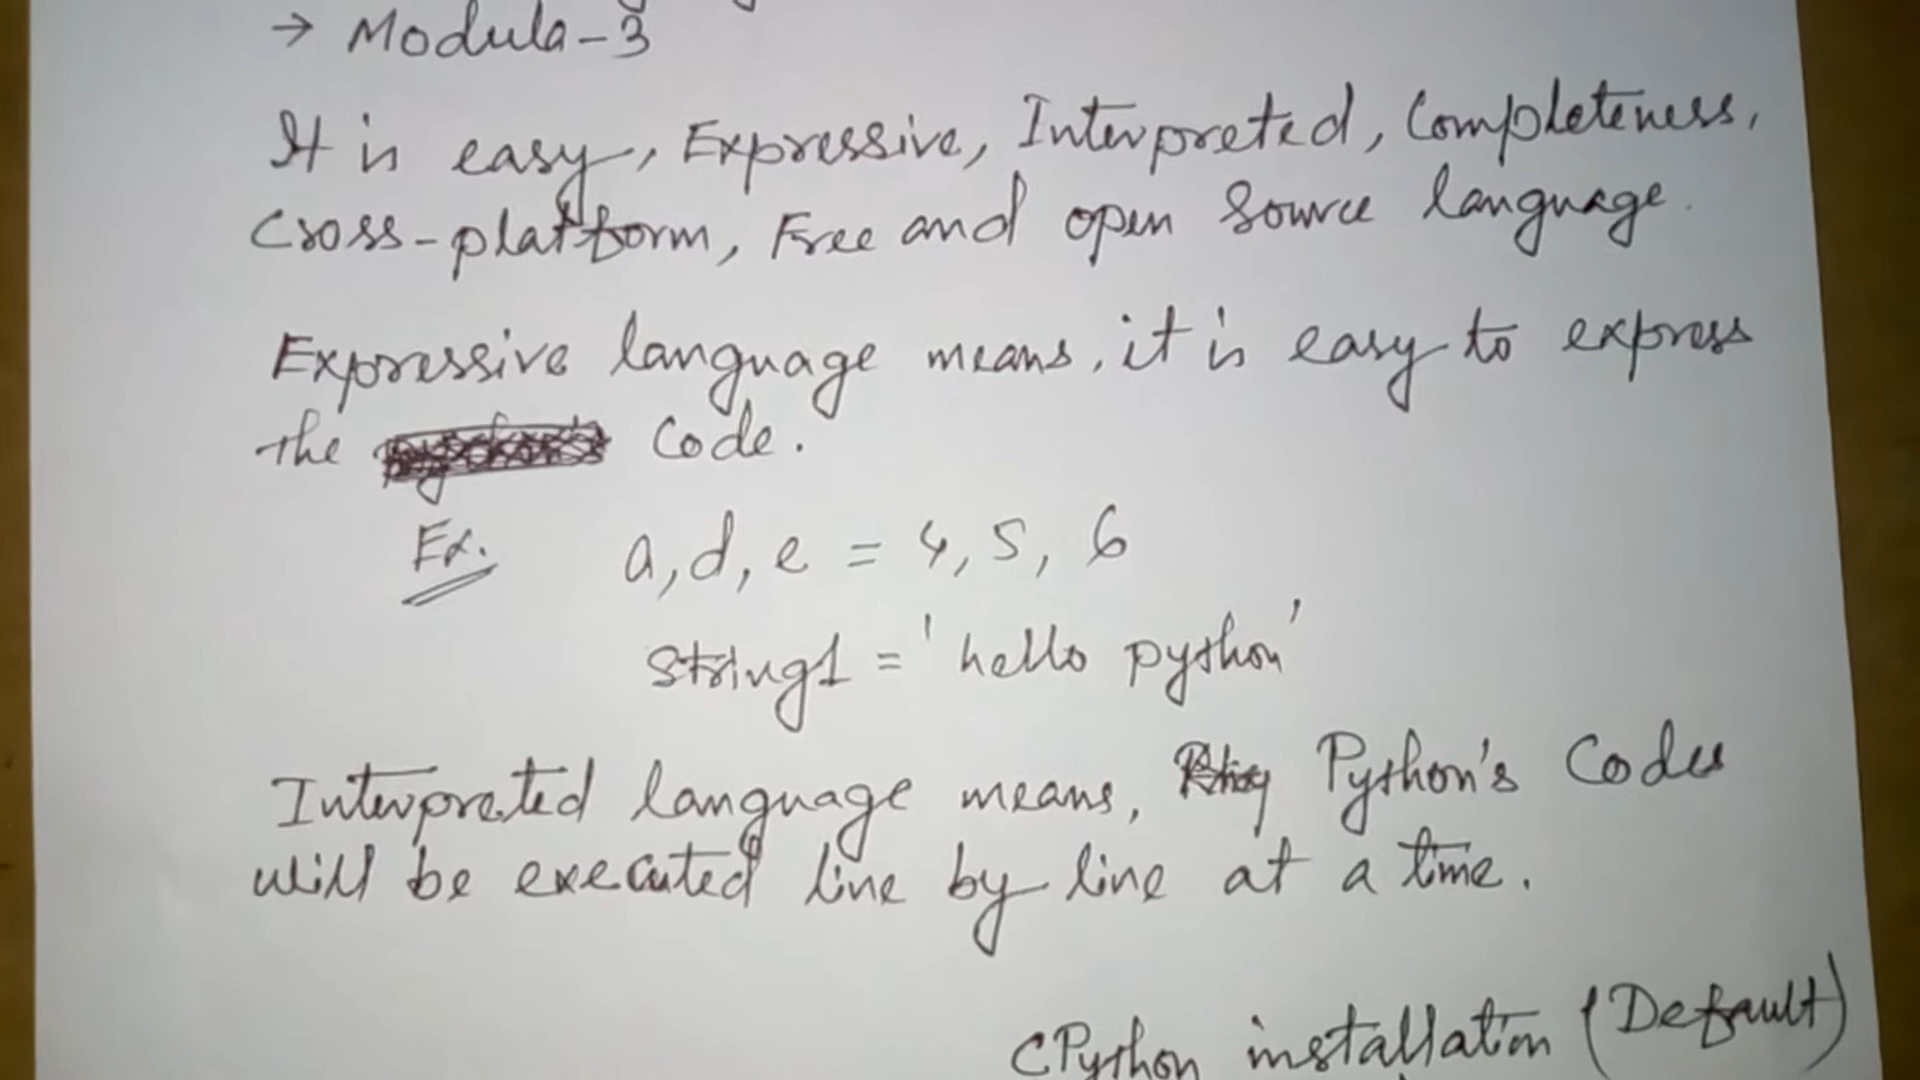 → Modula-3
It is easy, Expressive, Interpreted, Completeness,
Cross-platform, Free and open source language.
Expressive language means, it is easy to express
the Code.
Ex. a, d, e = 4, 5, 6
string1 = 'hello python'
Interpreted language means, Python's Codes
will be executed line by line at a time.
CPython installation (Default)